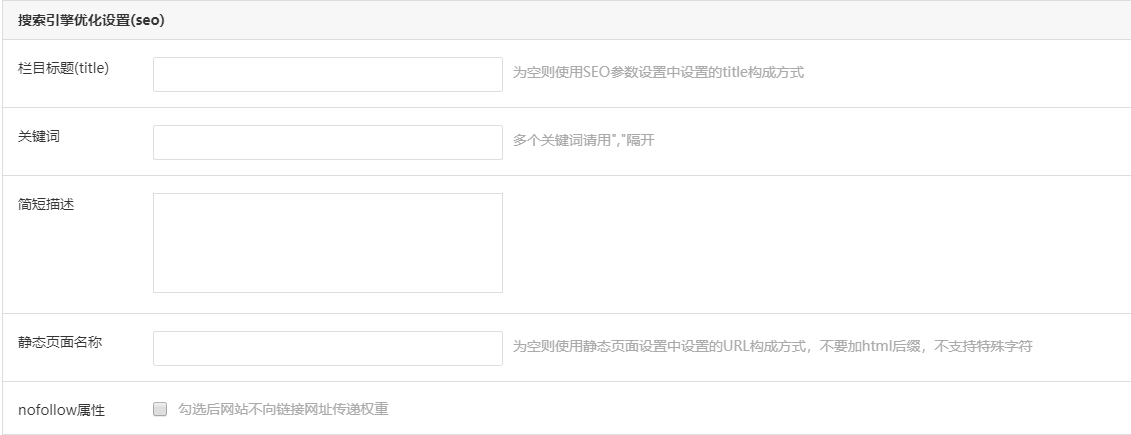 搜索引擎优化设置(seo)
栏目标题(title) 为空则使用SEO参数设置中设置的title构成方式
关键词 多个关键词请用","隔开
简短描述
静态页面名称 为空则使用静态页面设置中设置的URL构成方式，不要加html后缀，不支持特殊字符
nofollow属性 勾选后网站不向链接网址传递权重